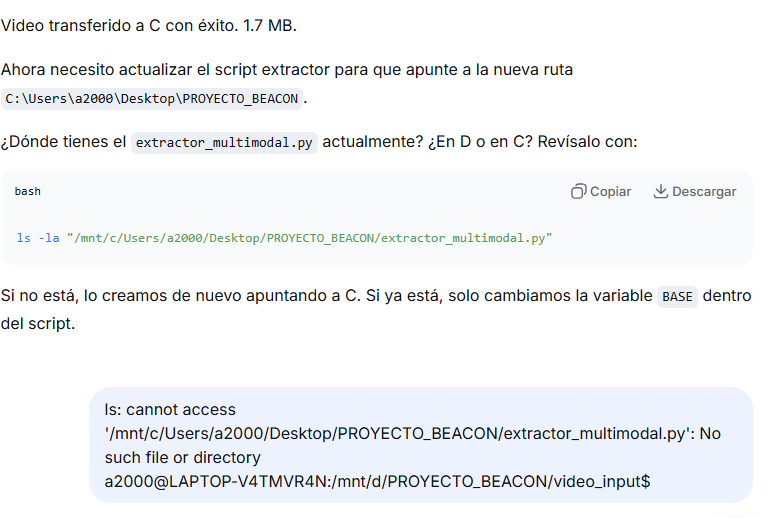 Video transferido a C con éxito. 1.7 MB.
Ahora necesito actualizar el script extractor para que apunte a la nueva ruta
C:\Users\a2000\Desktop\PROYECTO_BEACON.
¿Dónde tienes el extractor_multimodal.py actualmente? ¿En D o en C? Revísalo con:
bash
Copiar
Descargar
ls -la "/mnt/c/Users/a2000/Desktop/PROYECTO_BEACON/extractor_multimodal.py"
Si no está, lo creamos de nuevo apuntando a C. Si ya está, solo cambiamos la variable BASE dentro
del script.
ls: cannot access
'/mnt/c/Users/a2000/Desktop/PROYECTO_BEACON/extractor_multimodal.py': No
such file or directory
a2000@LAPTOP-V4TMVR4N:/mnt/d/PROYECTO_BEACON/video_input$